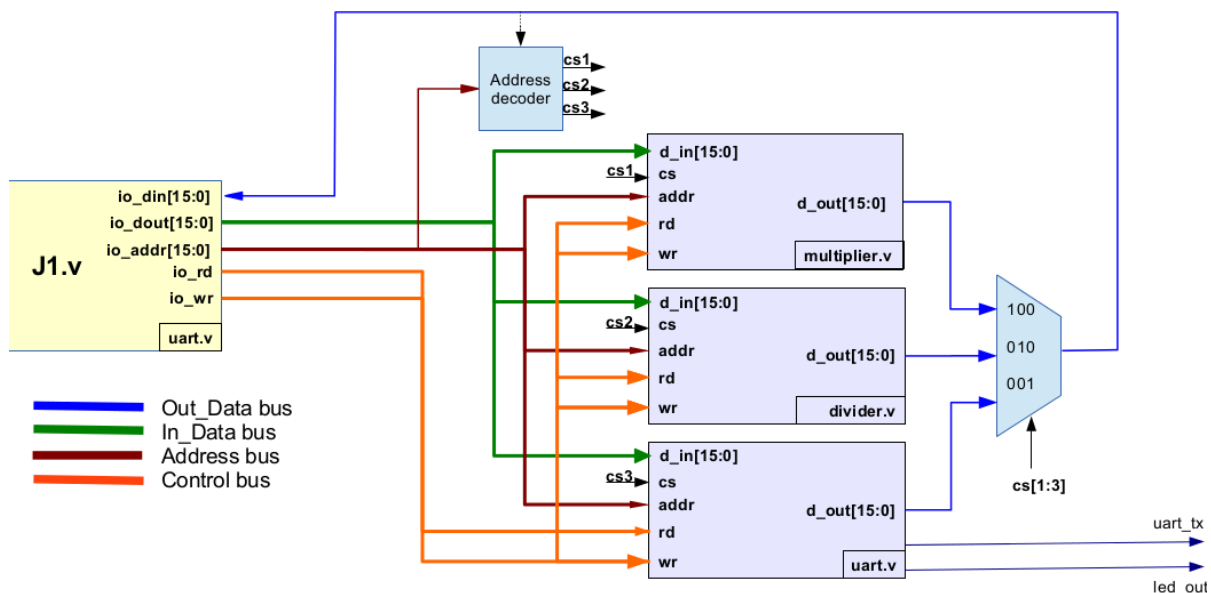 Address
decoder
cs1
cs2
cs3
J1.v
io_din[15:0]
io_dout[15:0]
io_addr[15:0]
io_rd
io_wr
uart.v
d_in[15:0]
cs1
cs
addr
rd
wr
d_out[15:0]
multiplier.v
d_in[15:0]
cs2
cs
addr
rd
wr
d_out[15:0]
divider.v
d_in[15:0]
cs3
cs
addr
rd
wr
d_out[15:0]
uart.v
100
010
001
cs[1:3]
uart_tx
led_out
Out_Data bus
In_Data bus
Address bus
Control bus